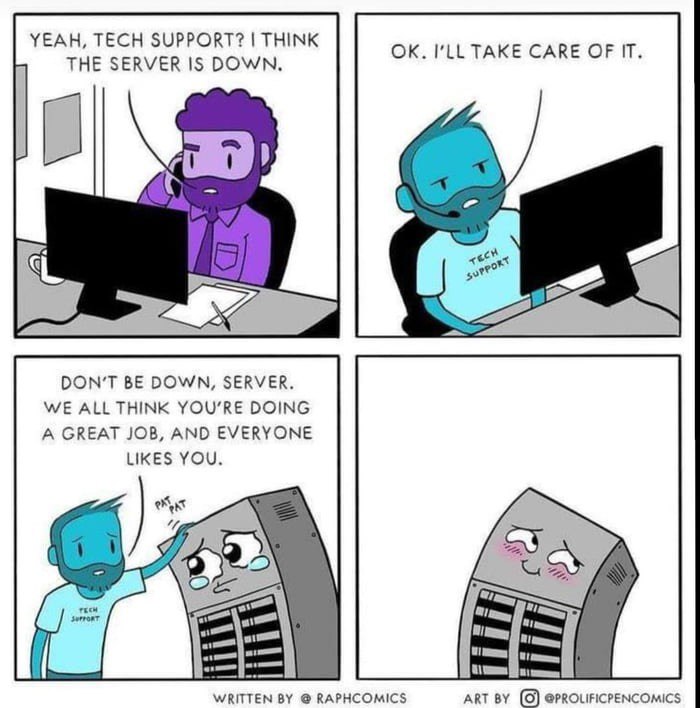 YEAH, TECH SUPPORT? I THINK
THE SERVER IS DOWN.
OK. I'LL TAKE CARE OF IT.
TECH
SUPPORT
DON'T BE DOWN, SERVER.
WE ALL THINK YOU'RE DOING
A GREAT JOB, AND EVERYONE
LIKES YOU.
PAT
PAT
TECH
SUPPORT
WRITTEN BY @ RAPHCOMICS
ART BY @PROLIFICPENCOMICS